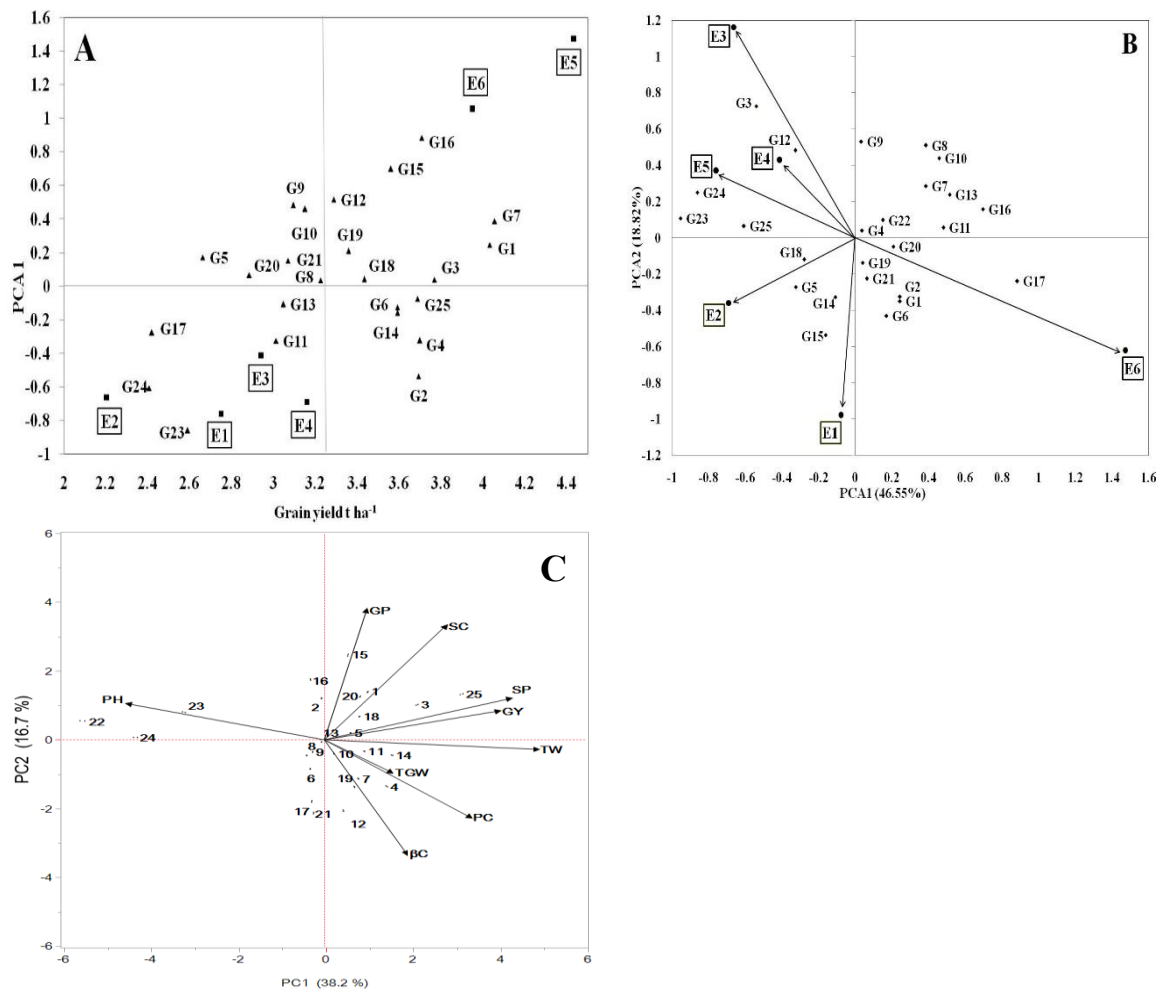 A
1.6
1.4
1.2
1
0.8
0.6
0.4
0.2
0
-0.2
-0.4
-0.6
-0.8
-1
PCA 1
E5
E6
G16
G15
G9
G12
G7
G10
G19
G1
G5
G20
G21
G8
G18
G3
G13
G6
G25
G17
G14
G11
G4
E3
G2
G24
E2
G23
E1
E4
2 2.2 2.4 2.6 2.8 3 3.2 3.4 3.6 3.8 4 4.2 4.4
Grain yield t ha-1
B
1.2
1
0.8
0.6
0.4
0.2
0
-0.2
-0.4
-0.6
-0.8
-1
-1.2
PCA2 (18.82%)
E3
G3
G12
G9
G8
E4
G10
E5
G7
G24
G13
G16
G23
G22
G25
G4
G11
G20
G18
G19
G17
G5
G21
G14
G2
G1
E2
G6
G15
E6
E1
-1 -0.8 -0.6 -0.4 -0.2 0 0.2 0.4 0.6 0.8 1 1.2 1.4 1.6
PCA1 (46.55%)
C
6
4
2
0
-2
-4
-6
PC2 (16.7 %)
GP
SC
15
16
PH
23
20
1
SP
25
2
3
GY
22
18
24
13
5
TW
8
9
10
11
14
TGW
6
19
7
4
17
21
12
PC
βC
-6 -4 -2 0 2 4 6
PC1 (38.2 %)